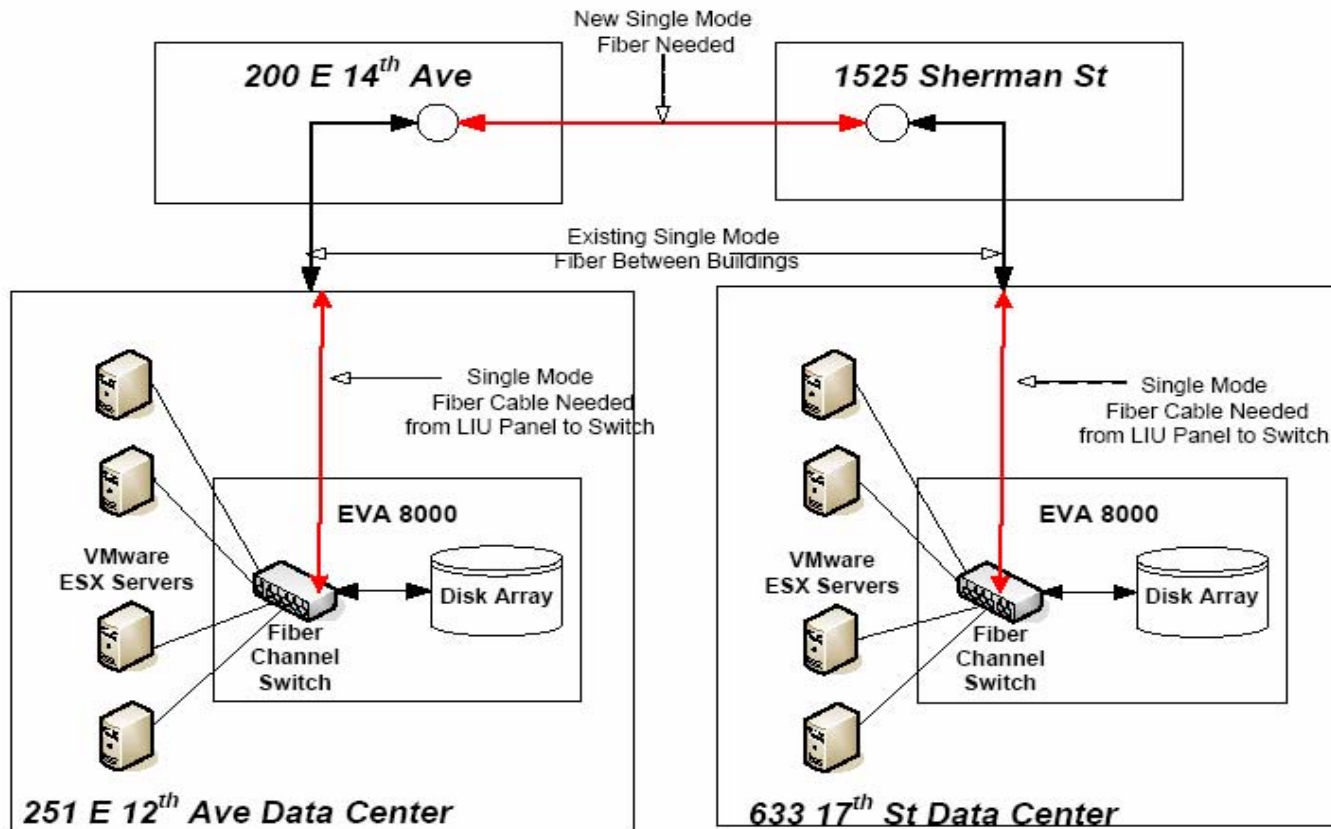 New Single Mode
Fiber Needed
200 E 14th Ave
1525 Sherman St
Existing Single Mode
Fiber Between Buildings
Single Mode
Fiber Cable Needed
from LIU Panel to Switch
EVA 8000
VMware
ESX Servers
Disk Array
Fiber
Channel
Switch
251 E 12th Ave Data Center
Single Mode
Fiber Cable Needed
from LIU Panel to Switch
EVA 8000
VMware
ESX Servers
Disk Array
Fiber
Channel
Switch
633 17th St Data Center